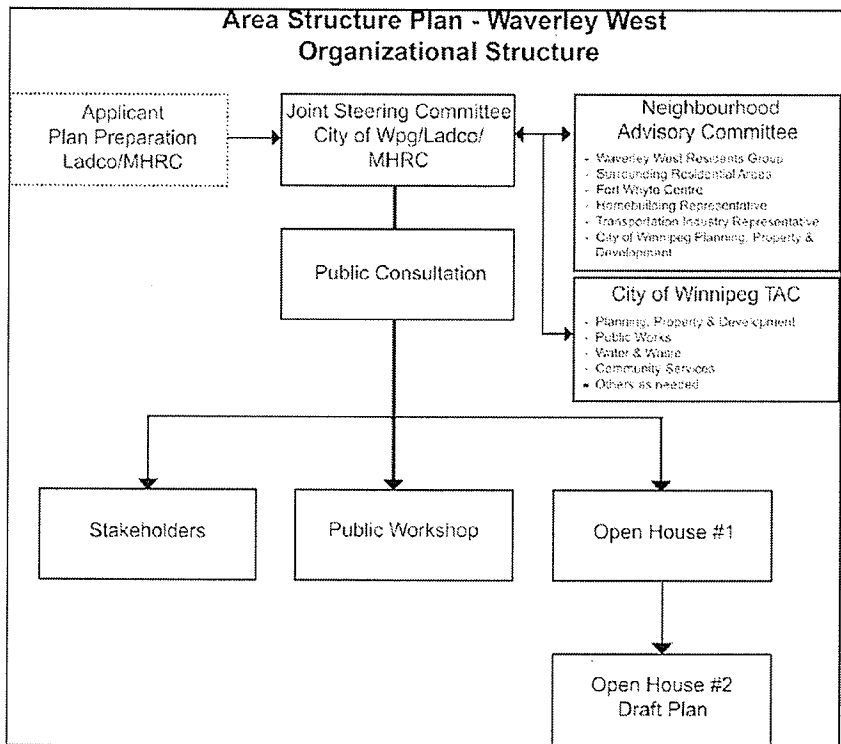 Area Structure Plan - Waverley West
Organizational Structure
Applicant
Plan Preparation
Ladco/MHRC
Joint Steering Committee
City of Wpg/Ladco/
MHRC
Neighbourhood
Advisory Committee
- Waverley West Residents Group
- Surrounding Residential Areas
- Fort Whyte Centre
- Homebuilding Representative
- Transportation Industry Representative
- City of Winnipeg Planning, Property &
Development
Public Consultation
City of Winnipeg TAC
- Planning, Property & Development
- Public Works
- Water & Waste
- Community Services
- Others as needed
Stakeholders
Public Workshop
Open House #1
Open House #2
Draft Plan